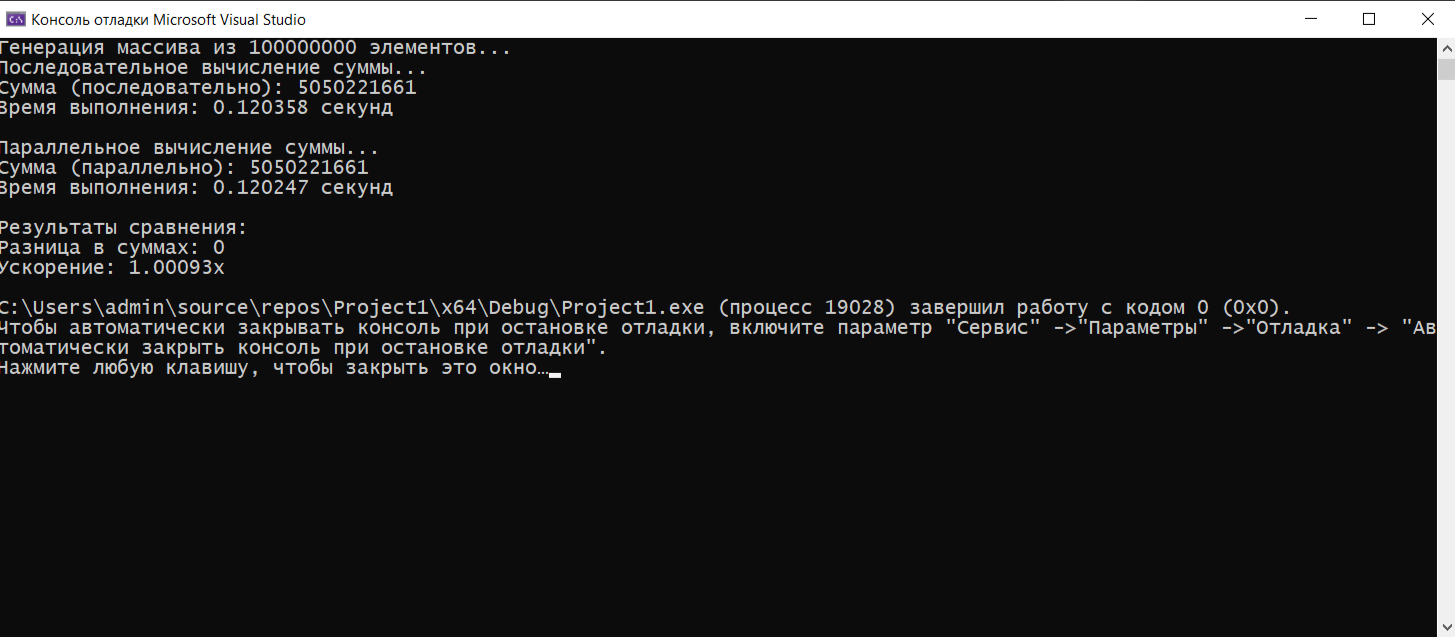 Консоль отладки Microsoft Visual Studio
Генерация массива из 100000000 элементов...
Последовательное вычисление суммы...
Сумма (последовательно): 5050221661
Время выполнения: 0.120358 секунд
Параллельное вычисление суммы...
Сумма (параллельно): 5050221661
Время выполнения: 0.120247 секунд
Результаты сравнения:
Разница в суммах: 0
Ускорение: 1.00093x
C:\Users\admin\source\repos\Project1\x64\Debug\Project1.exe (процесс 19028) завершил работу с кодом 0 (0x0).
Чтобы автоматически закрывать консоль при остановке отладки, включите параметр "Сервис" ->"Параметры" ->"Отладка" -> "Ав
томатически закрыть консоль при остановке отладки".
Нажмите любую клавишу, чтобы закрыть это окно…